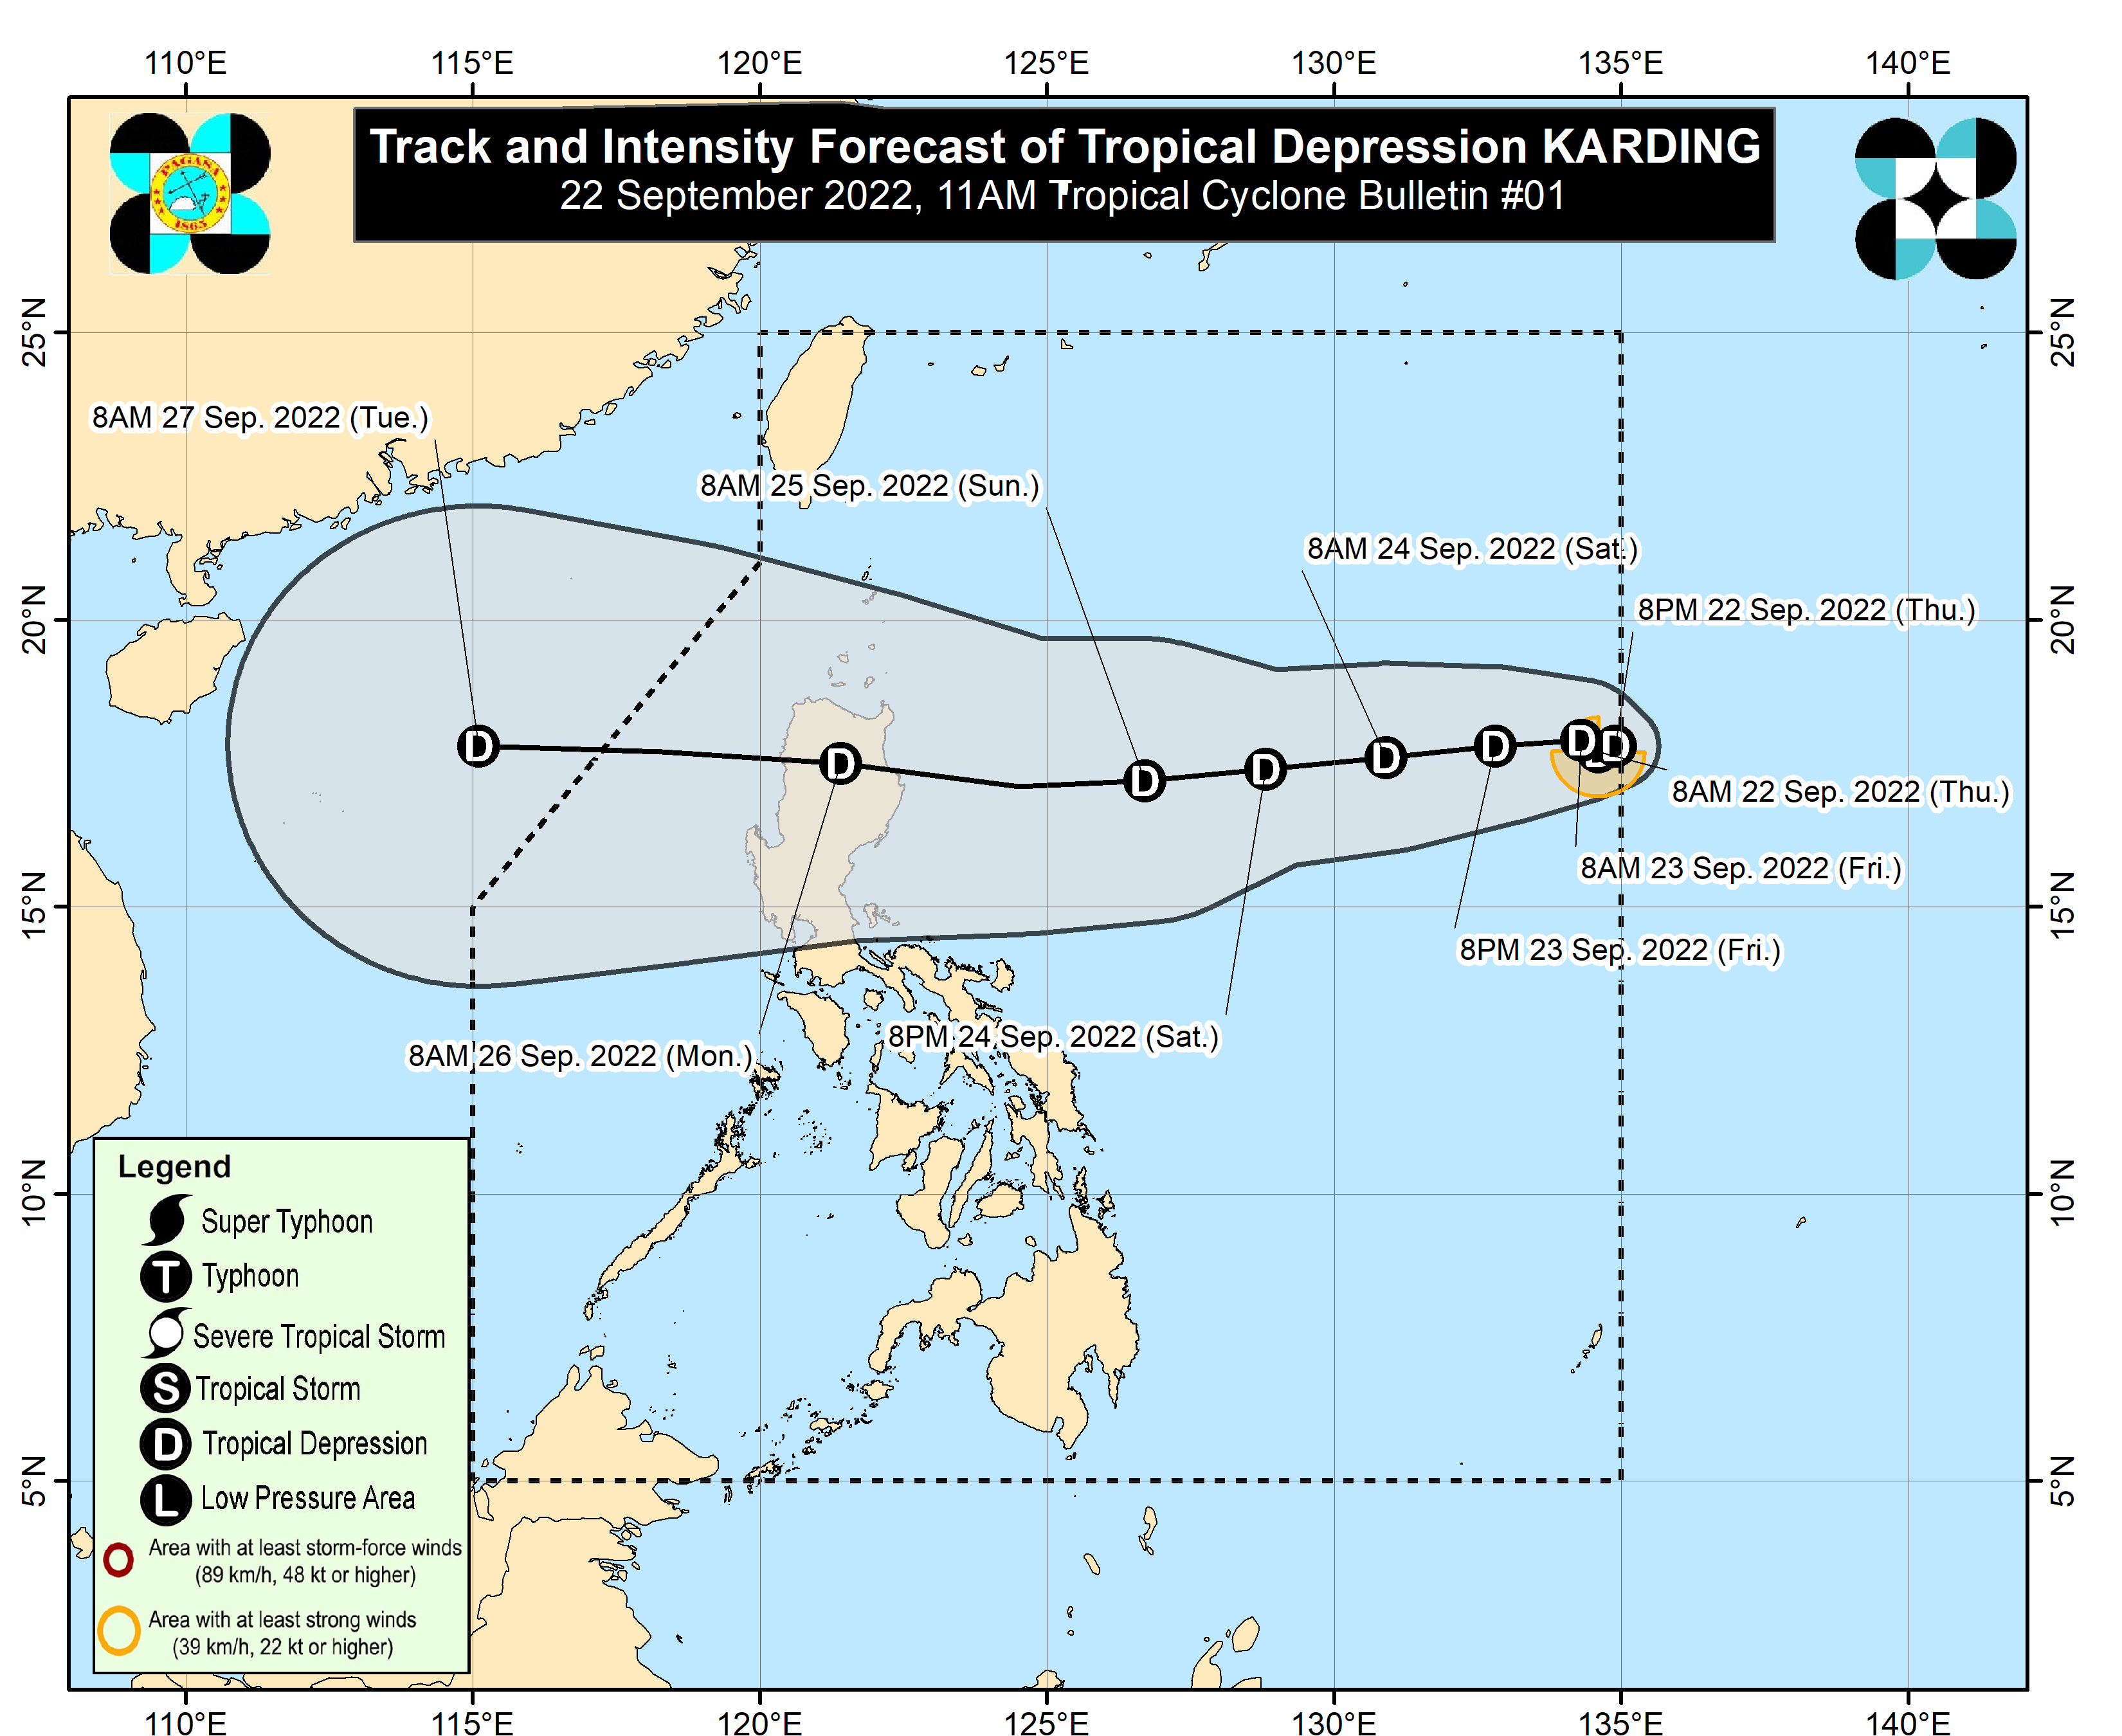 110°E 115°E 120°E 125°E 130°E 135°E 140°E
Track and Intensity Forecast of Tropical Depression KARDING
22 September 2022, 11AM Tropical Cyclone Bulletin #01
PAGASA
1865
25°N 25°N
8AM 27 Sep. 2022 (Tue.)
8AM 25 Sep. 2022 (Sun.)
8AM 24 Sep. 2022 (Sat.)
8PM 22 Sep. 2022 (Thu.)
20°N 20°N
D D D D D D D D D
8AM 22 Sep. 2022 (Thu.)
8AM 23 Sep. 2022 (Fri.)
15°N 15°N
8PM 23 Sep. 2022 (Fri.)
8PM 24 Sep. 2022 (Sat.)
8AM 26 Sep. 2022 (Mon.)
10°N 10°N
Legend
Super Typhoon
T Typhoon
Severe Tropical Storm
S Tropical Storm
D Tropical Depression
5°N 5°N
L Low Pressure Area
Area with at least storm-force winds
(89 km/h, 48 kt or higher)
Area with at least strong winds
(39 km/h, 22 kt or higher)
110°E 115°E 120°E 125°E 130°E 135°E 140°E